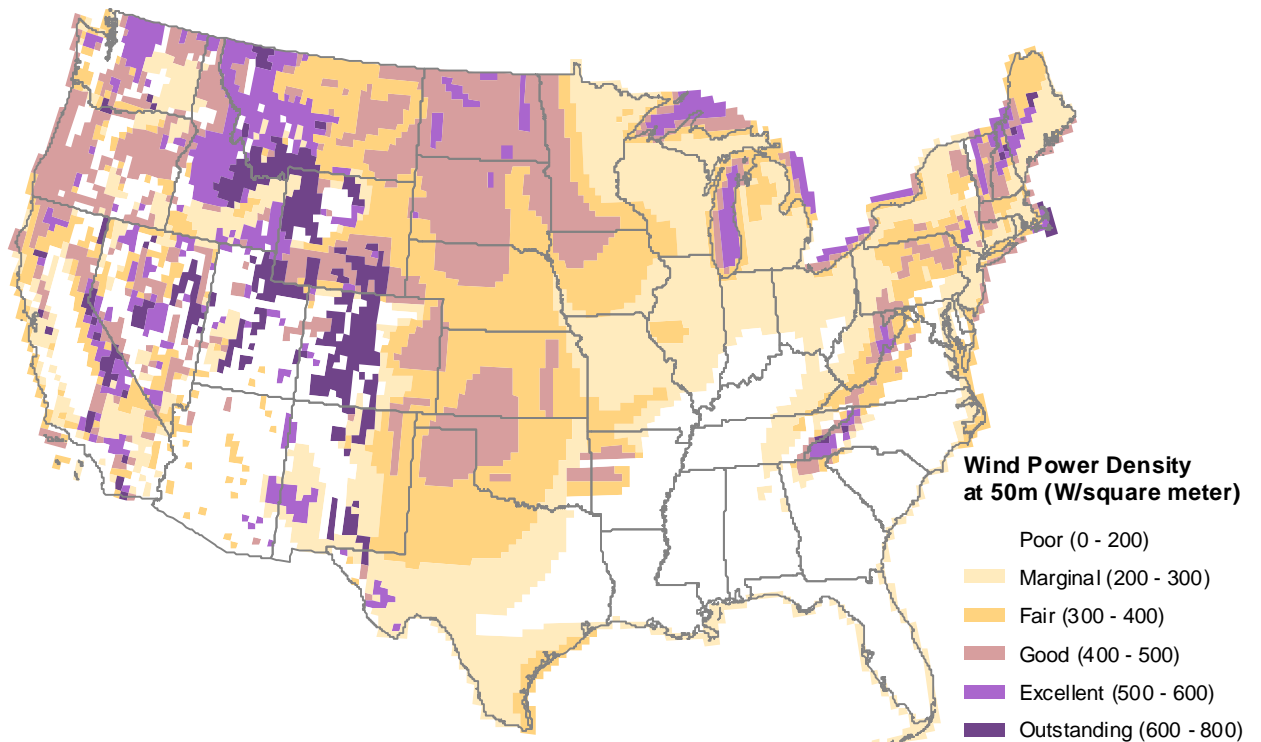 Wind Power Density
at 50m (W/square meter)
Poor (0 - 200)
Marginal (200 - 300)
Fair (300 - 400)
Good (400 - 500)
Excellent (500 - 600)
Outstanding (600 - 800)